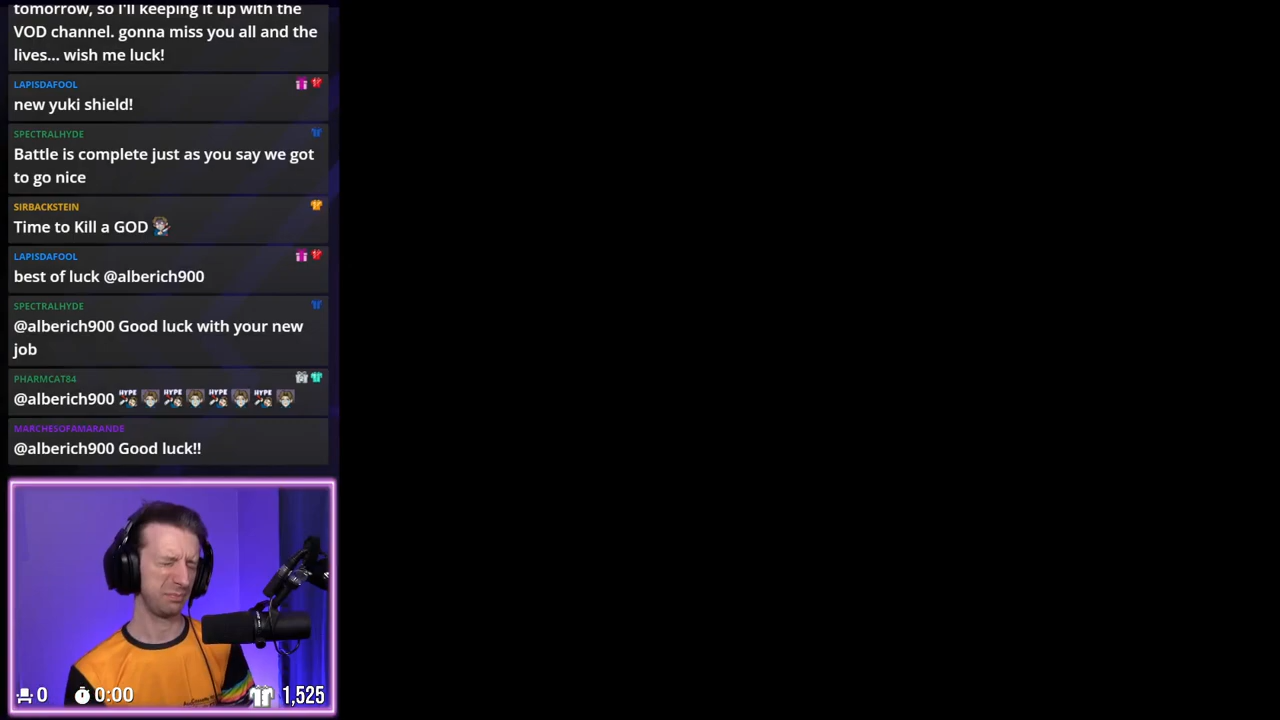 tomorrow, so I'll keeping it up with the
VOD channel. gonna miss you all and the
lives... wish me luck!
LAPISDAFOOL
new yuki shield!
SPECTRALHYDE
Battle is complete just as you say we got
to go nice
SIRBACKSTEIN
Time to Kill a GOD
LAPISDAFOOL
best of luck @alberich900
SPECTRALHYDE
@alberich900 Good luck with your new
job
PHARMCAT84
@alberich900 HYPE HYPE HYPE HYPE
MARCHESOFAMARANDE
@alberich900 Good luck!!
0 0:00 1,525